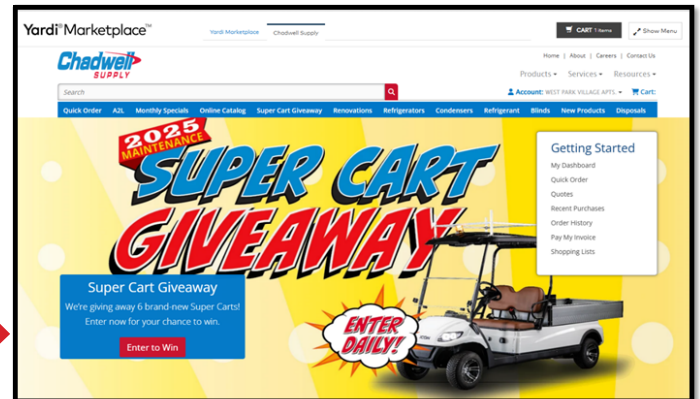 Yardi® Marketplace™
Yardi Marketplace
Chadwell Supply
CART 1 Items
Show Menu
Chadwell
SUPPLY
Home | About | Careers | Contact Us
Products Services Resources
Search
Account: WEST PARK VILLAGE APTS. Cart:
Quick Order A2L Monthly Specials Online Catalog Super Cart Giveaway Renovations Refrigerators Condensers Refrigerant Blinds New Products Disposals
2025
MAINTENANCE
SUPER CART
GIVEAWAY
Getting Started
My Dashboard
Quick Order
Quotes
Recent Purchases
Order History
Pay My Invoice
Shopping Lists
Super Cart Giveaway
We're giving away 6 brand-new Super Carts!
Enter now for your chance to win.
Enter to Win
ENTER
DAILY!
ICON